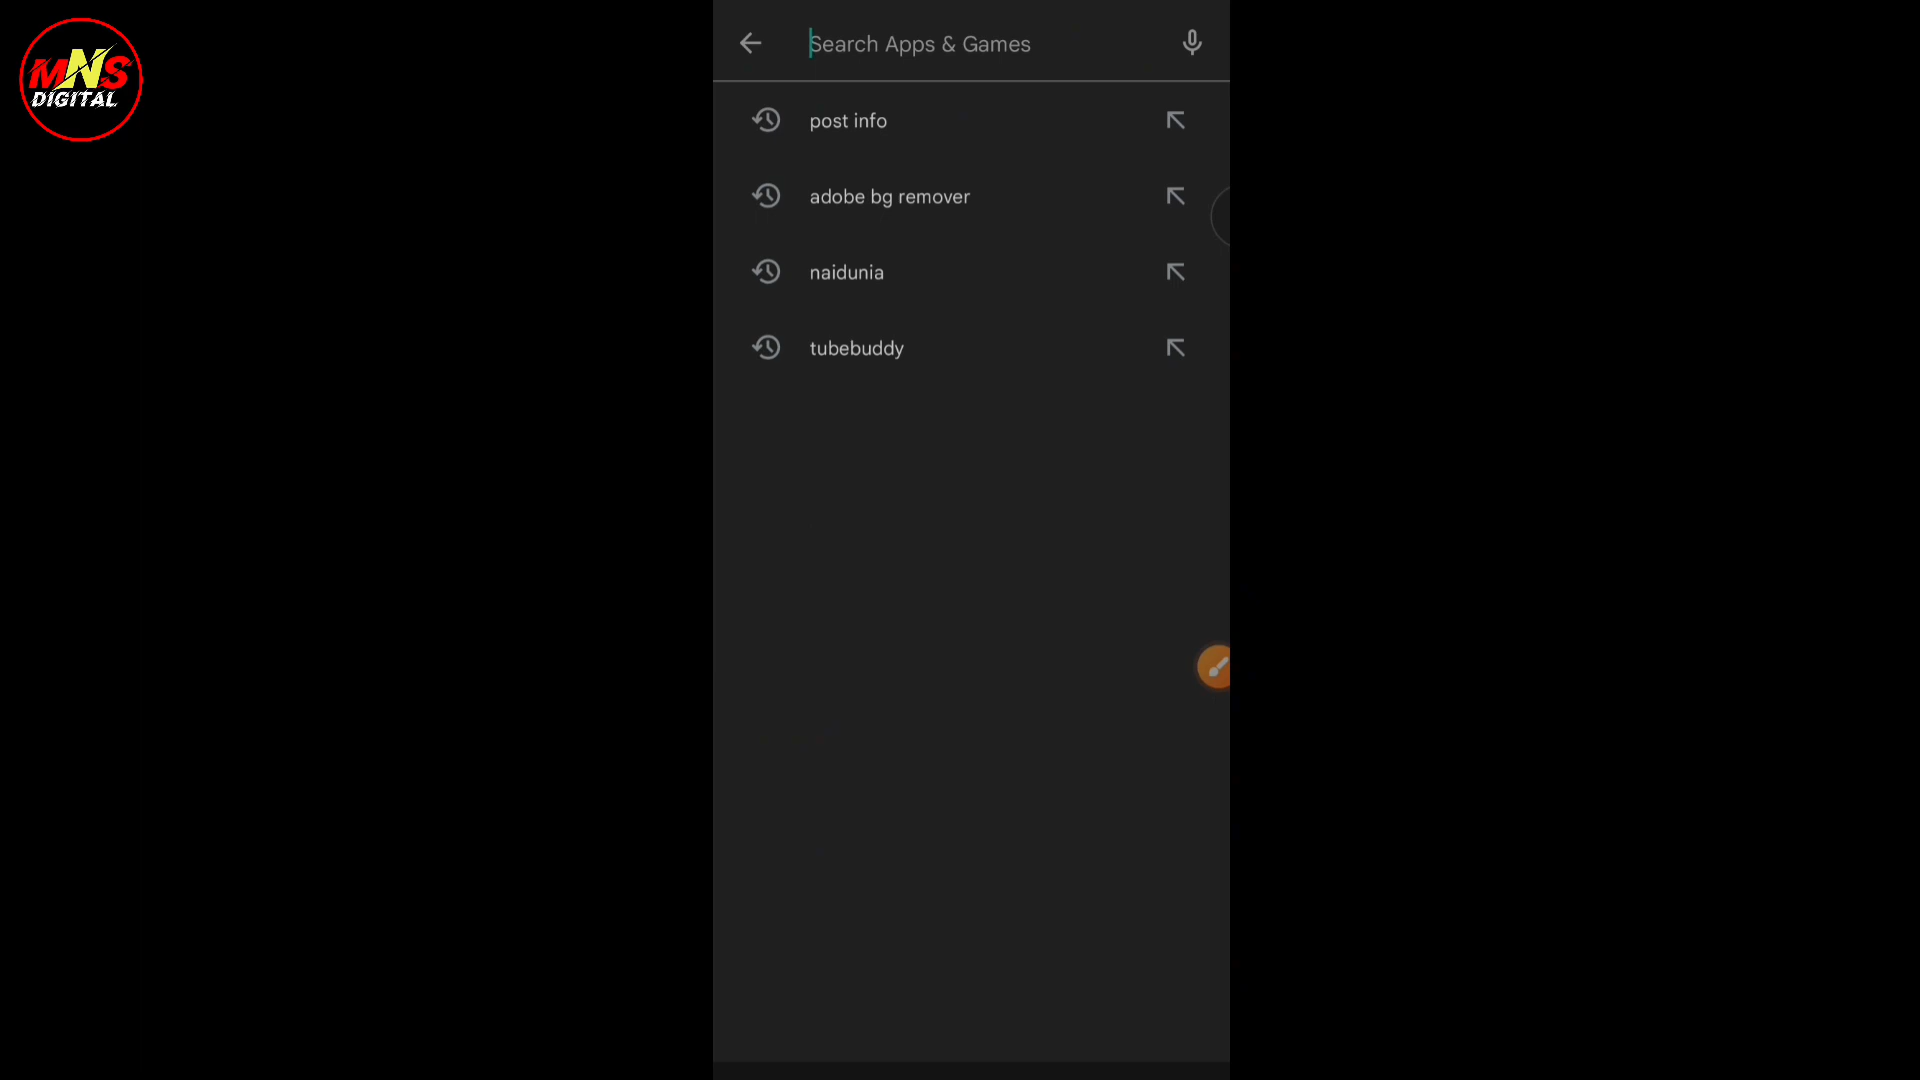 MNS
DIGITAL
Search Apps & Games
post info
adobe bg remover
naidunia
tubebuddy